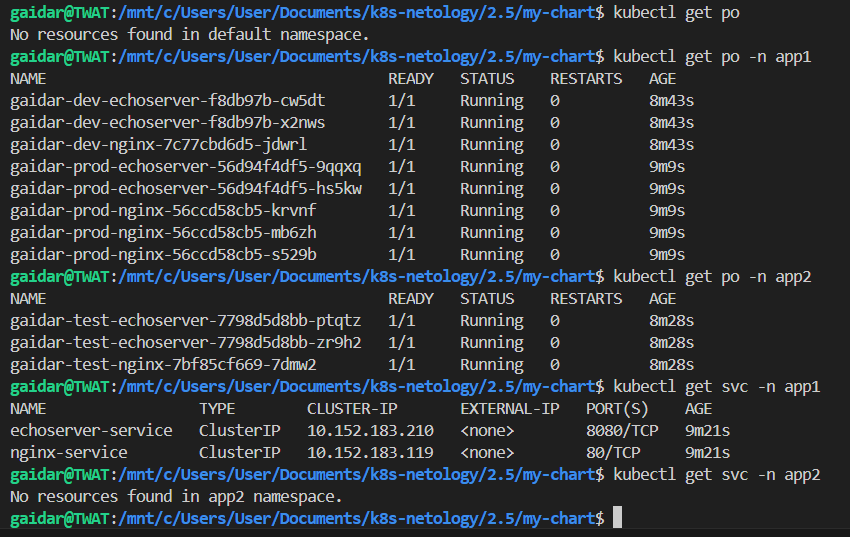 gaidar@TWAT:/mnt/c/Users/User/Documents/k8s-netology/2.5/my-chart$ kubectl get po
No resources found in default namespace.
gaidar@TWAT:/mnt/c/Users/User/Documents/k8s-netology/2.5/my-chart$ kubectl get po -n app1
NAME READY STATUS RESTARTS AGE
gaidar-dev-echoserver-f8db97b-cw5dt 1/1 Running 0 8m43s
gaidar-dev-echoserver-f8db97b-x2nws 1/1 Running 0 8m43s
gaidar-dev-nginx-7c77cbd6d5-jdwrl 1/1 Running 0 8m43s
gaidar-prod-echoserver-56d94f4df5-9qqxq 1/1 Running 0 9m9s
gaidar-prod-echoserver-56d94f4df5-hs5kw 1/1 Running 0 9m9s
gaidar-prod-nginx-56ccd58cb5-krvnf 1/1 Running 0 9m9s
gaidar-prod-nginx-56ccd58cb5-mb6zh 1/1 Running 0 9m9s
gaidar-prod-nginx-56ccd58cb5-s529b 1/1 Running 0 9m9s
gaidar@TWAT:/mnt/c/Users/User/Documents/k8s-netology/2.5/my-chart$ kubectl get po -n app2
NAME READY STATUS RESTARTS AGE
gaidar-test-echoserver-7798d5d8bb-ptqtz 1/1 Running 0 8m28s
gaidar-test-echoserver-7798d5d8bb-zr9h2 1/1 Running 0 8m28s
gaidar-test-nginx-7bf85cf669-7dmw2 1/1 Running 0 8m28s
gaidar@TWAT:/mnt/c/Users/User/Documents/k8s-netology/2.5/my-chart$ kubectl get svc -n app1
NAME TYPE CLUSTER-IP EXTERNAL-IP PORT(S) AGE
echoserver-service ClusterIP 10.152.183.210 <none> 8080/TCP 9m21s
nginx-service ClusterIP 10.152.183.119 <none> 80/TCP 9m21s
gaidar@TWAT:/mnt/c/Users/User/Documents/k8s-netology/2.5/my-chart$ kubectl get svc -n app2
No resources found in app2 namespace.
gaidar@TWAT:/mnt/c/Users/User/Documents/k8s-netology/2.5/my-chart$